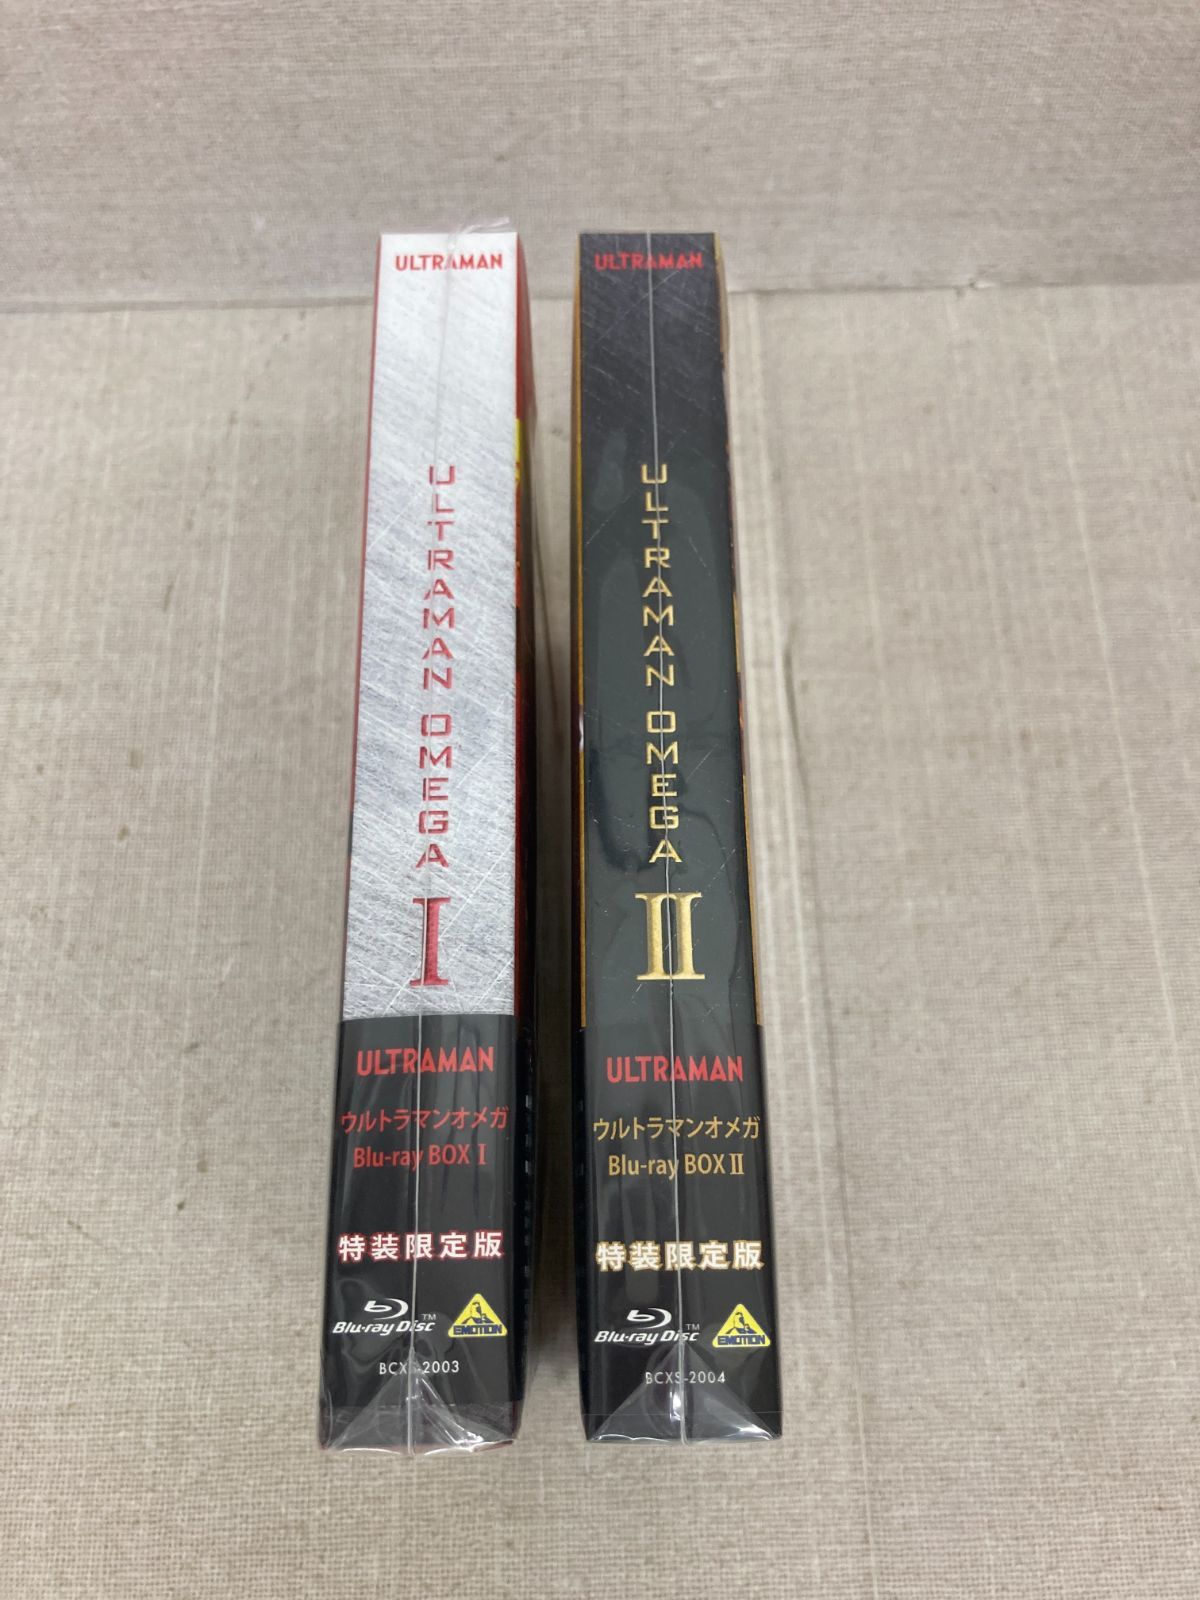 ULTRAMAN
ULTRAMAN OMEGA
I
ULTRAMAN
ウルトラマンオメガ
Blu-ray BOX I
特装限定版
Blu-ray Disc™
EMOTION
BCXS-2003
ULTRAMAN
ULTRAMAN OMEGA
II
ULTRAMAN
ウルトラマンオメガ
Blu-ray BOX II
特装限定版
Blu-ray Disc™
EMOTION
BCXS-2004